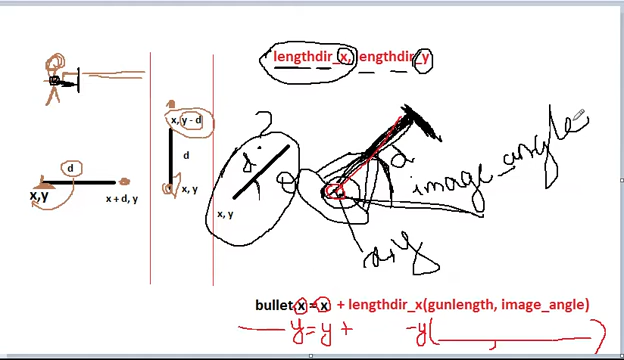 lengthdir_x, lengthdir_y
x, y - d
d
d
x, y
x,y
x + d, y
?
x, y
d
image_angle
x,y
bullet x = x + lengthdir_x(gunlength, image_angle)
y = y + -y( , )